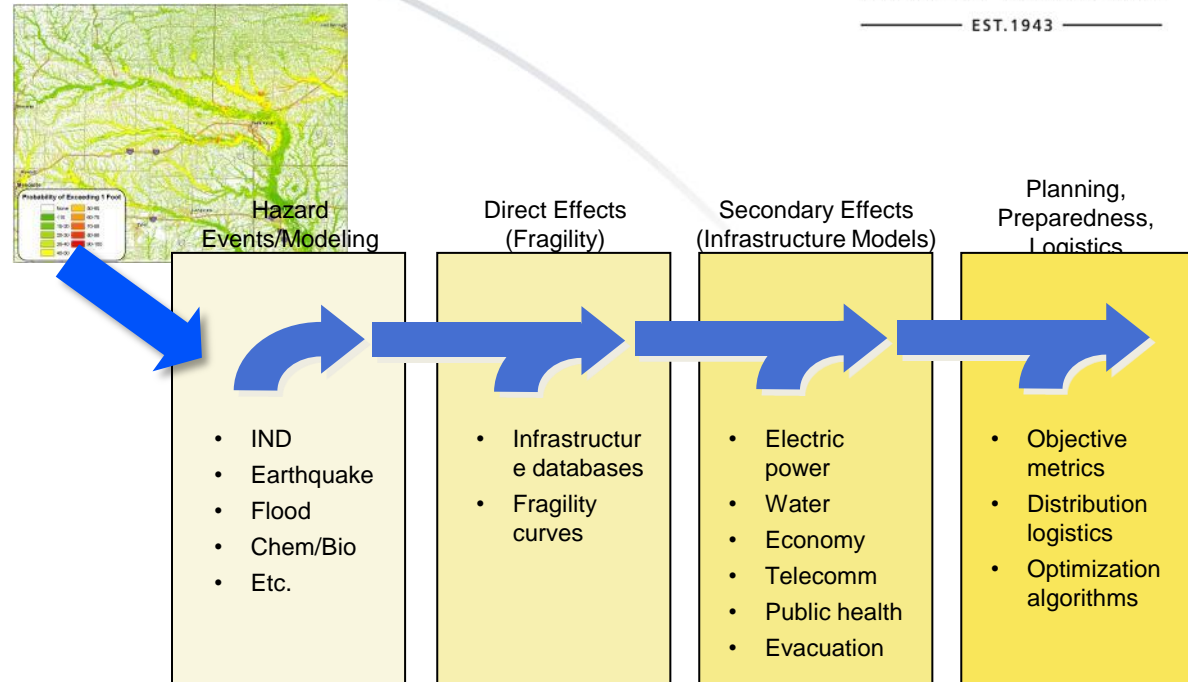 EST.1943
Probability of Exceeding 1 Foot
None
Hazard
Events/Modeling
Direct Effects
(Fragility)
Secondary Effects
(Infrastructure Models)
Planning,
Preparedness,
Logistics
• IND
• Earthquake
• Flood
• Chem/Bio
• Etc.
• Infrastructur
e databases
• Fragility
curves
• Electric
power
• Water
• Economy
• Telecomm
• Public health
• Evacuation
• Objective
metrics
• Distribution
logistics
• Optimization
algorithms